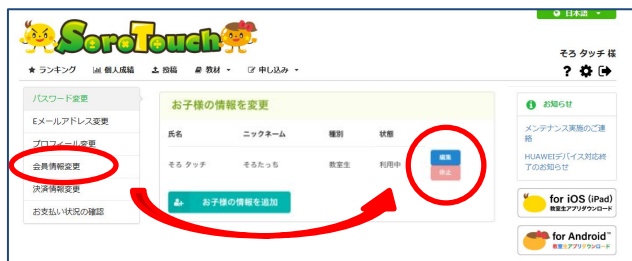 日本語
SoroTouch
そろ タッチ 様
ランキング 個人成績 投稿 教材 申し込み
パスワード変更
Eメールアドレス変更
プロフィール変更
会員情報変更
決済情報変更
お支払い状況の確認
お子様の情報を変更
氏名 ニックネーム 種別 状態
そろ タッチ そろたっち 教室生 利用中 編集
停止
お子様の情報を追加
お知らせ
メンテナンス実施のご連
絡
HUAWEIデバイス対応終
了のお知らせ
for iOS (iPad)
教室生アプリダウンロード
for Android™
教室生アプリダウンロード